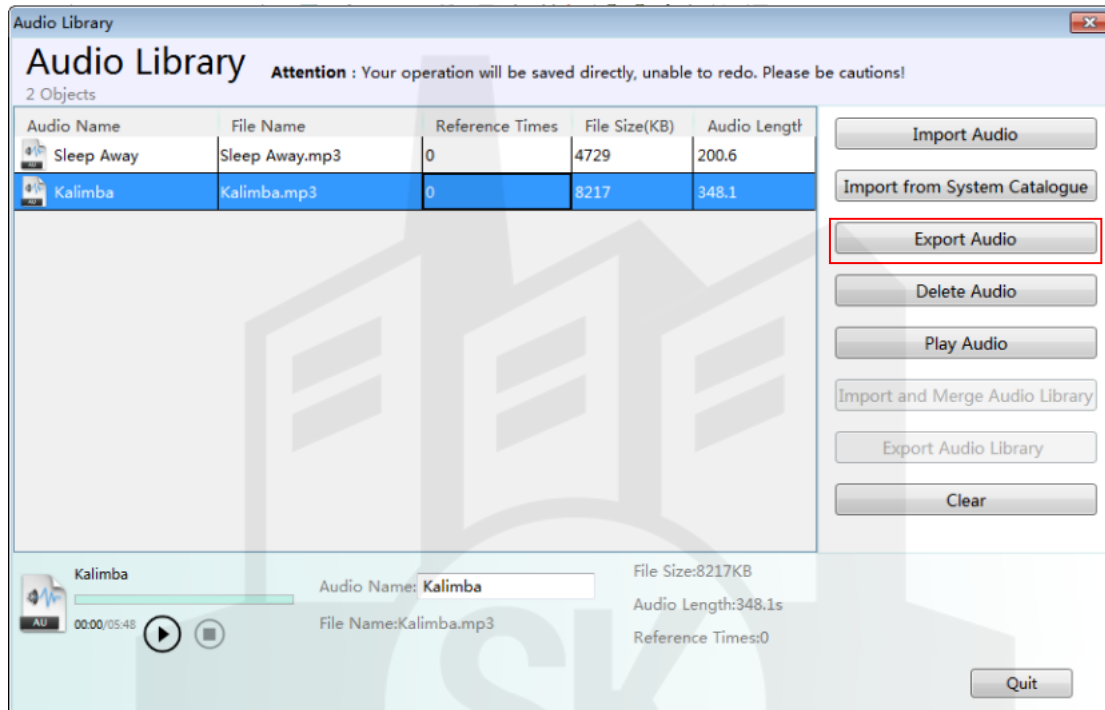 Audio Library
Audio Library
Attention : Your operation will be saved directly, unable to redo. Please be cautions!
2 Objects
Audio Name File Name Reference Times File Size(KB) Audio Length
Sleep Away Sleep Away.mp3 0 4729 200.6
Kalimba Kalimba.mp3 0 8217 348.1
Import Audio
Import from System Catalogue
Export Audio
Delete Audio
Play Audio
Import and Merge Audio Library
Export Audio Library
Clear
Kalimba
AU
00:00/05:48
Audio Name: Kalimba
File Name:Kalimba.mp3
File Size:8217KB
Audio Length:348.1s
Reference Times:0
Quit
SK